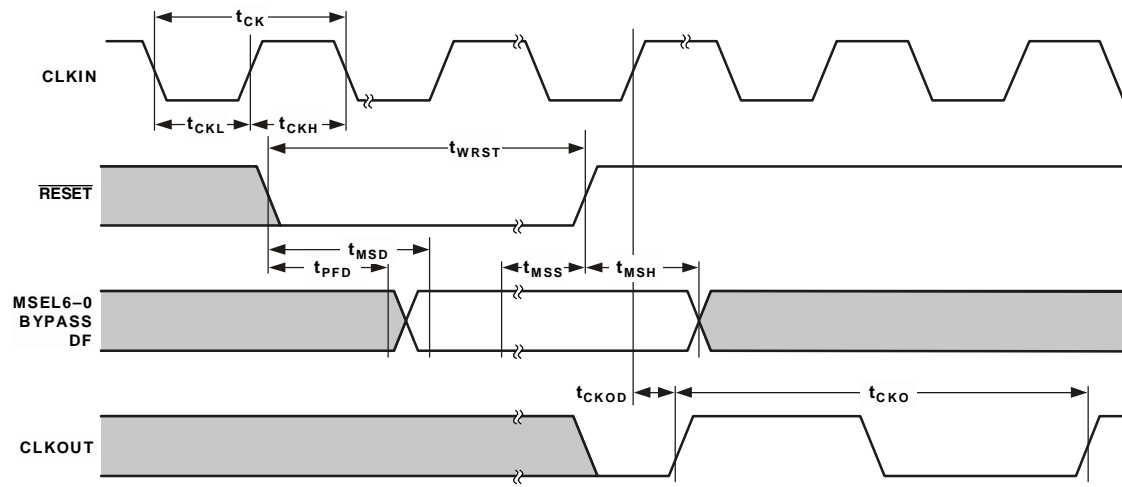 tCK
CLKIN
tCKL
tCKH
tWRST
RESET
tMSD
tPFD
tMSS
tMSH
MSEL6–0
BYPASS
DF
tCKOD
tCKO
CLKOUT